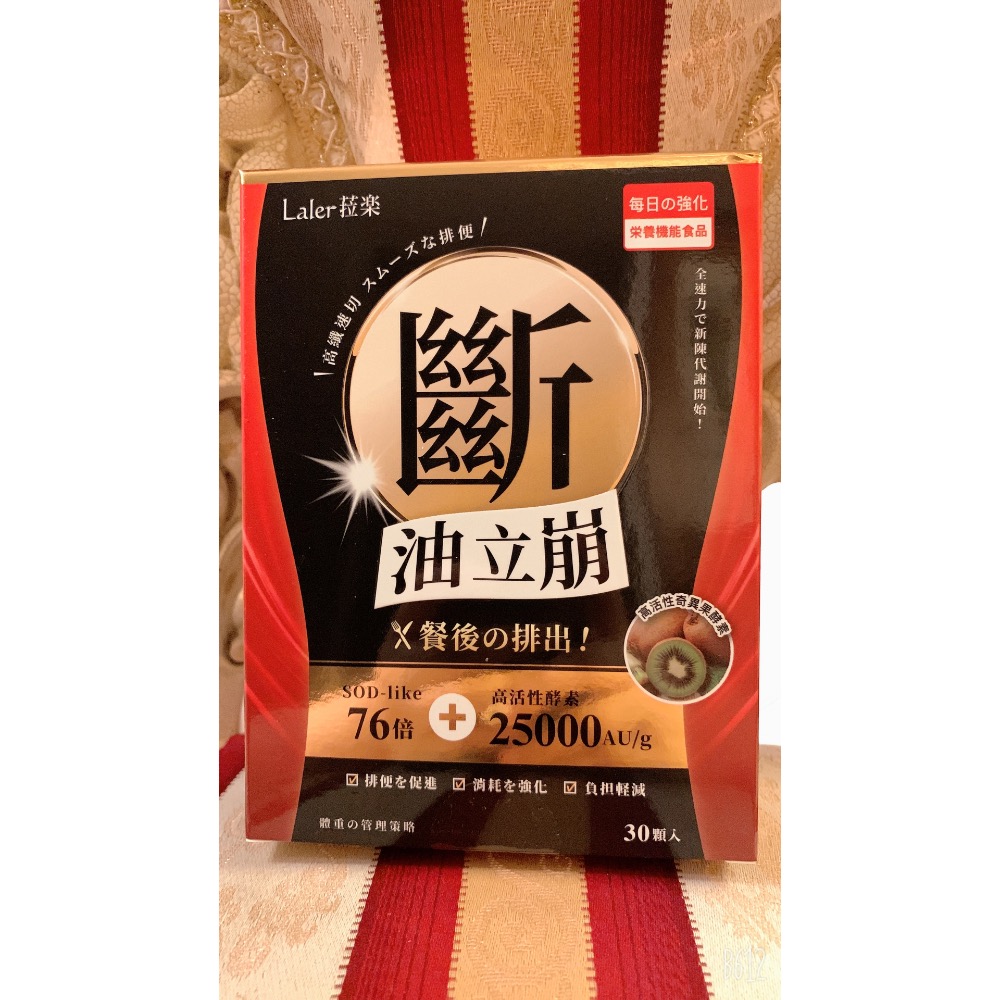 Laler菈楽
毎日の強化
栄養機能食品
高纖速切 スムーズな排便
全速力で新陳代謝開始！
斷
油立崩
餐後の排出！
高活性奇異果酵素
SOD-like
76倍
+
高活性酵素
25000AU/g
排便を促進 消耗を強化 負担軽減
體重の管理策略
30顆入